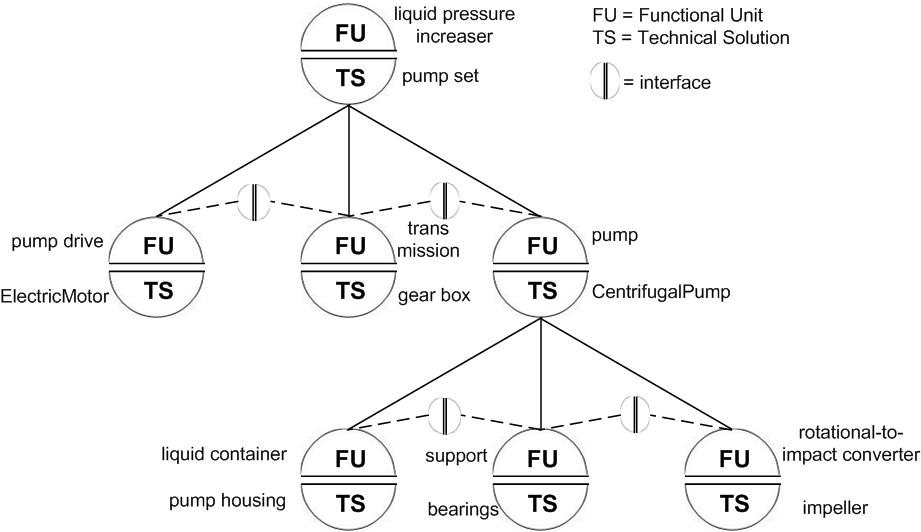 liquid pressure
increaser
FU
TS
pump set
FU = Functional Unit
TS = Technical Solution
= interface
pump drive
FU
TS
ElectricMotor
trans
mission
FU
TS
gear box
pump
FU
TS
CentrifugalPump
liquid container
FU
TS
pump housing
support
FU
TS
bearings
rotational-to-
impact converter
FU
TS
impeller